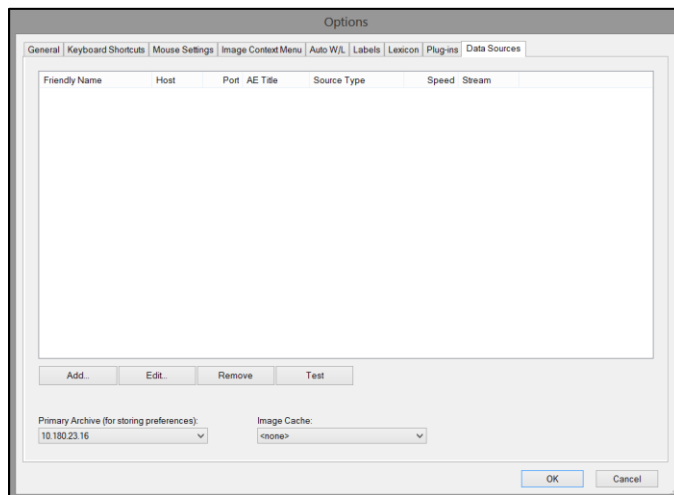 Options
General Keyboard Shortcuts Mouse Settings Image Context Menu Auto W/L Labels Lexicon Plug-ins Data Sources
Friendly Name Host Port AE Title Source Type Speed Stream
Add... Edit... Remove Test
Primary Archive (for storing preferences): Image Cache:
10.180.23.16 <none>
OK Cancel